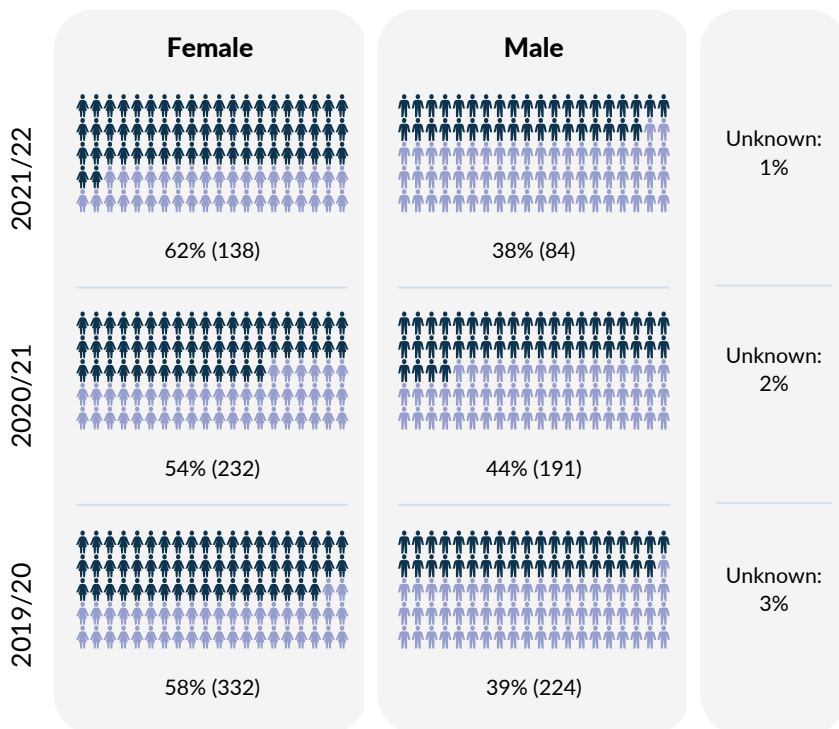 Female
Male
2021/22
62% (138)
38% (84)
Unknown:
1%
2020/21
54% (232)
44% (191)
Unknown:
2%
2019/20
58% (332)
39% (224)
Unknown:
3%